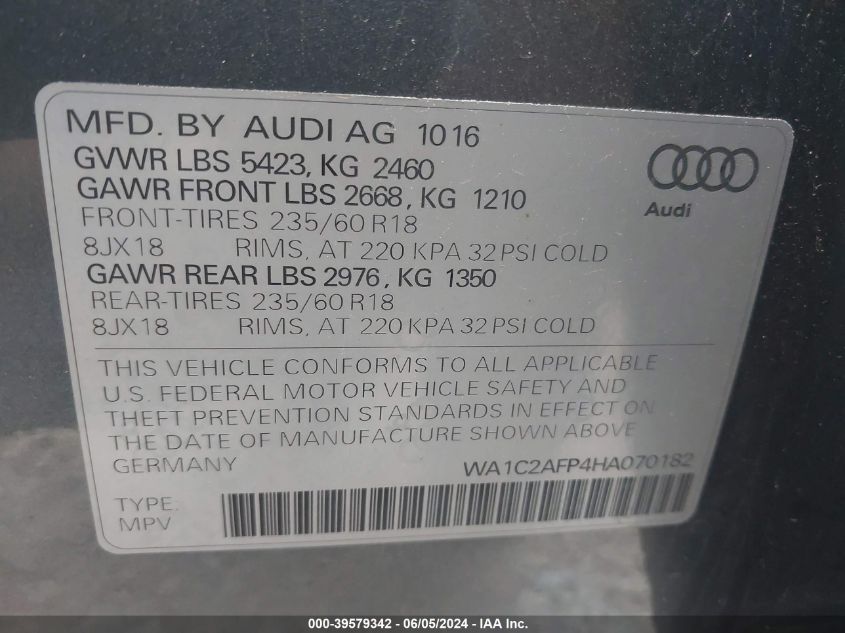 MFD. BY AUDI AG 10 16
GVWR LBS 5423, KG 2460
GAWR FRONT LBS 2668, KG 1210
FRONT-TIRES 235/60 R18
8JX18 RIMS, AT 220 KPA 32 PSI COLD
GAWR REAR LBS 2976, KG 1350
REAR-TIRES 235/60 R18
8JX18 RIMS, AT 220 KPA 32 PSI COLD
Audi
THIS VEHICLE CONFORMS TO ALL APPLICABLE
U.S. FEDERAL MOTOR VEHICLE SAFETY AND
THEFT PREVENTION STANDARDS IN EFFECT ON
THE DATE OF MANUFACTURE SHOWN ABOVE
GERMANY WA1C2AFP4HA070182
TYPE:
MPV
000-39579342 - 06/05/2024 - WA - IAA INC.